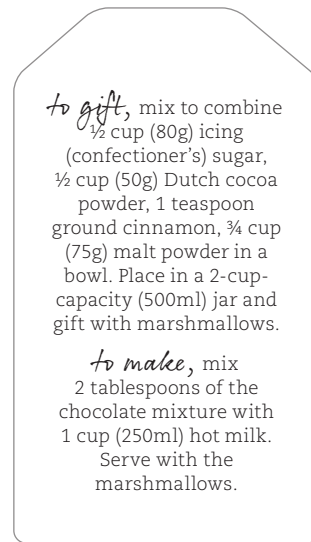 to gift, mix to combine
½ cup (80g) icing
(confectioner’s) sugar,
½ cup (50g) Dutch cocoa
powder, 1 teaspoon
ground cinnamon, ¾ cup
(75g) malt powder in a
bowl. Place in a 2-cup-
capacity (500ml) jar and
gift with marshmallows.
to make, mix
2 tablespoons of the
chocolate mixture with
1 cup (250ml) hot milk.
Serve with the
marshmallows.